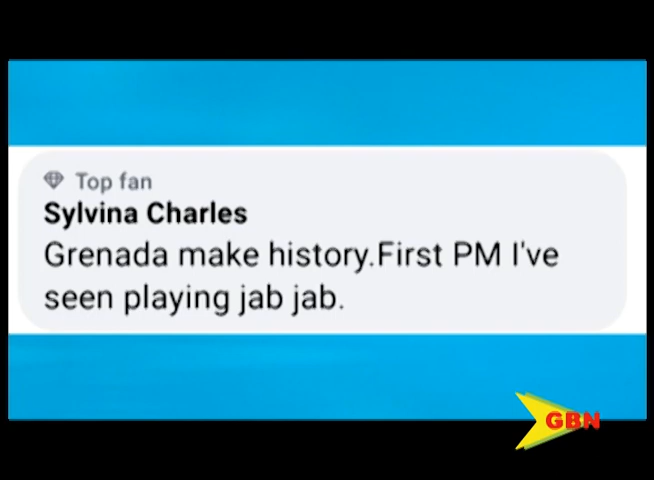 Top fan
Sylvina Charles
Grenada make history.First PM I've
seen playing jab jab.
GBN